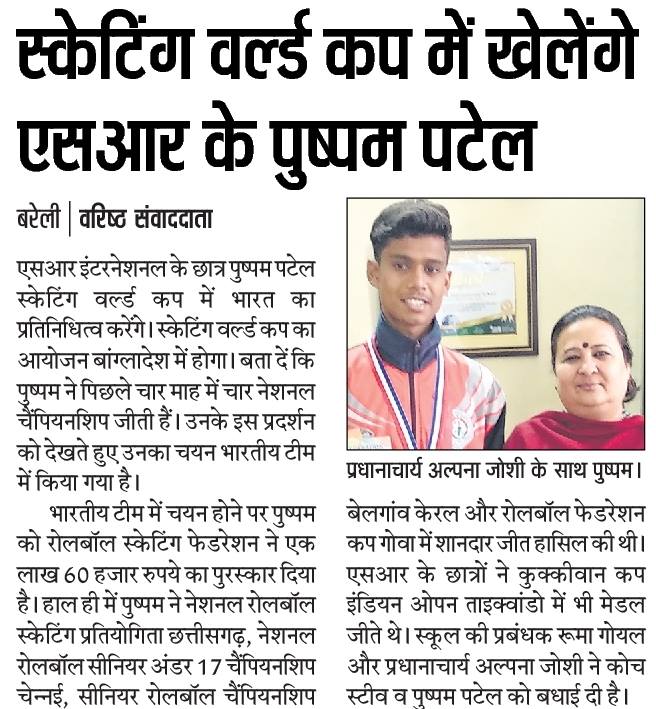 स्केटिंग वर्ल्ड कप में खेलेंगे
एसआर के पुष्पम पटेल
बरेली | वरिष्ठ संवाददाता
एसआर इंटरनेशनल के छात्र पुष्पम पटेल
स्केटिंग वर्ल्ड कप में भारत का
प्रतिनिधित्व करेंगे। स्केटिंग वर्ल्ड कप का
आयोजन बांग्लादेश में होगा। बता दें कि
पुष्पम ने पिछले चार माह में चार नेशनल
चैंपियनशिप जीती हैं। उनके इस प्रदर्शन
को देखते हुए उनका चयन भारतीय टीम
में किया गया है।
भारतीय टीम में चयन होने पर पुष्पम
को रोलबॉल स्केटिंग फेडरेशन ने एक
लाख 60 हजार रुपये का पुरस्कार दिया
है। हाल ही में पुष्पम ने नेशनल रोलबॉल
स्केटिंग प्रतियोगिता छत्तीसगढ़, नेशनल
रोलबॉल सीनियर अंडर 17 चैंपियनशिप
चेन्नई, सीनियर रोलबॉल चैंपियनशिप
प्रधानाचार्य अल्पना जोशी के साथ पुष्पम।
बेलगांव केरल और रोलबॉल फेडरेशन
कप गोवा में शानदार जीत हासिल की थी।
एसआर के छात्रों ने कुक्कीवान कप
इंडियन ओपन ताइक्वांडो में भी मेडल
जीते थे। स्कूल की प्रबंधक रूमा गोयल
और प्रधानाचार्य अल्पना जोशी ने कोच
स्टीव व पुष्पम पटेल को बधाई दी है।